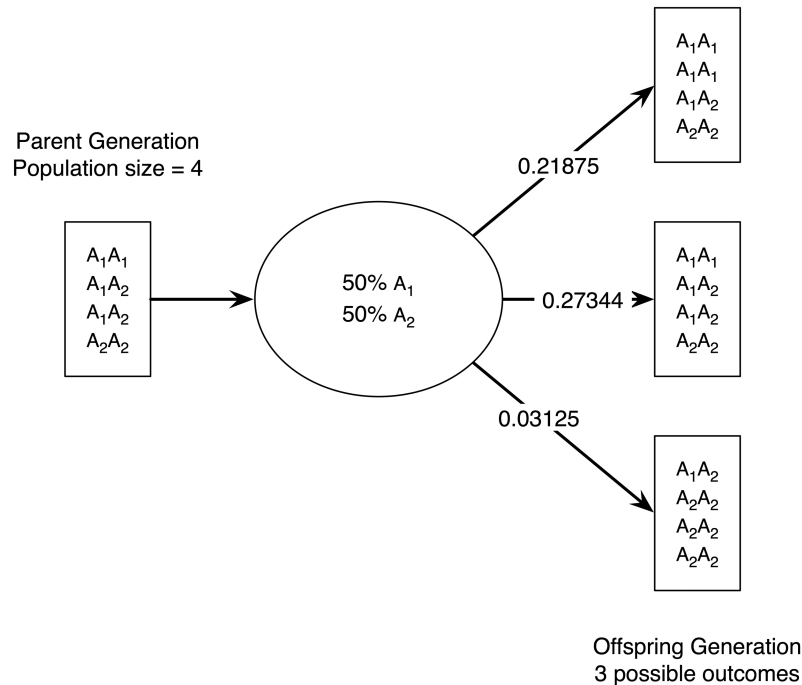 Parent Generation
Population size = 4
A₁A₁
A₁A₂
A₁A₂
A₂A₂
50% A₁
50% A₂
0.21875
0.27344
0.03125
A₁A₁
A₁A₁
A₁A₂
A₂A₂
A₁A₁
A₁A₂
A₁A₂
A₂A₂
A₁A₂
A₂A₂
A₂A₂
A₂A₂
Offspring Generation
3 possible outcomes